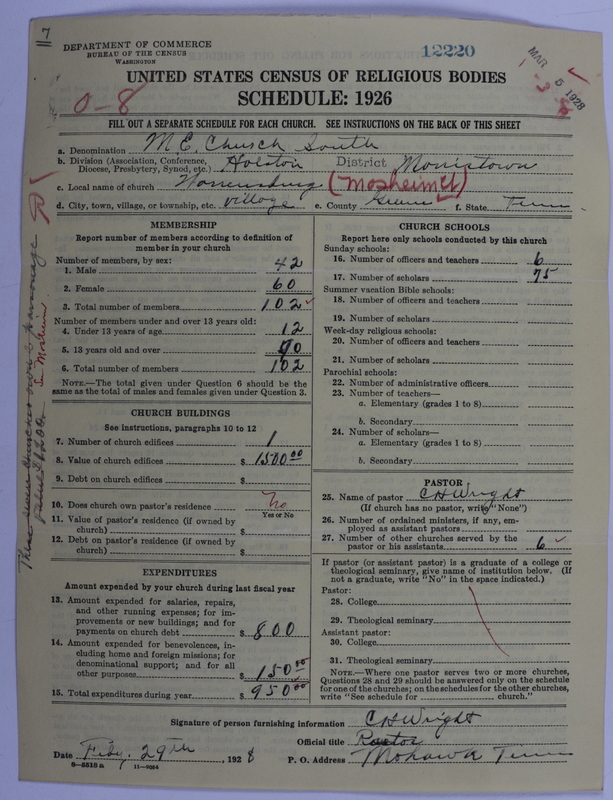 7
DEPARTMENT OF COMMERCE
BUREAU OF THE CENSUS
WASHINGTON
12220
MAR 5 1928
UNITED STATES CENSUS OF RELIGIOUS BODIES
SCHEDULE: 1926
0-8
FILL OUT A SEPARATE SCHEDULE FOR EACH CHURCH. SEE INSTRUCTIONS ON THE BACK OF THIS SHEET
a. Denomination M.E. Church South
b. Division (Association, Conference, Diocese, Presbytery, Synod, etc.) Holston District Morristown
c. Local name of church Warrensburg (Mosheim Ct)
d. City, town, village, or township, etc. village e. County Greene f. State Tenn
MEMBERSHIP
Report number of members according to definition of
member in your church
Number of members, by sex:
1. Male 42
2. Female 60
3. Total number of members 102
Number of members under and over 13 years old:
4. Under 13 years of age 12
5. 13 years old and over 90
6. Total number of members 102
NOTE.—The total given under Question 6 should be
same as the total of males and females given under Question 3.
CHURCH BUILDINGS
See instructions, paragraphs 10 to 12
7. Number of church edifices 1
8. Value of church edifices $ 1500.00
9. Debt on church edifices $
10. Does church own pastor's residence No
Yes or No
11. Value of pastor's residence (if owned by
church) $
12. Debt on pastor's residence (if owned by
church) $
EXPENDITURES
Amount expended by your church during last fiscal year
13. Amount expended for salaries, repairs,
and other running expenses; for im-
provements or new buildings; and for
payments on church debt $ 800
14. Amount expended for benevolences, in-
cluding home and foreign missions; for
denominational support; and for all
other purposes $ 150.00
15. Total expenditures during year $ 950.00
CHURCH SCHOOLS
Report here only schools conducted by this church
Sunday schools:
16. Number of officers and teachers 6
17. Number of scholars 75
Summer vacation Bible schools:
18. Number of officers and teachers
19. Number of scholars
Week-day religious schools:
20. Number of officers and teachers
21. Number of scholars
Parochial schools:
22. Number of administrative officers
23. Number of teachers—
a. Elementary (grades 1 to 8)
b. Secondary
24. Number of scholars—
a. Elementary (grades 1 to 8)
b. Secondary
PASTOR
25. Name of pastor C H Wright
(If church has no pastor, write "None")
26. Number of ordained ministers, if any, em-
ployed as assistant pastors
27. Number of other churches served by the
pastor or his assistants 6
If pastor (or assistant pastor) is a graduate of a college or
theological seminary, give name of institution below. (If
not a graduate, write "No" in the space indicated.)
Pastor:
28. College
29. Theological seminary
Assistant pastor:
30. College
31. Theological seminary
NOTE.—Where one pastor serves two or more churches,
Questions 28 and 29 should be answered only on the schedule
for one of the churches; on the schedules for the other churches,
write "See schedule for church."
Signature of person furnishing information C H Wright
Official title Pastor
Date Feby. 29th, 1928 P. O. Address Mohawk Tenn
8-5316 a 11-9054
These seven churches own a parsonage
in Mosheim